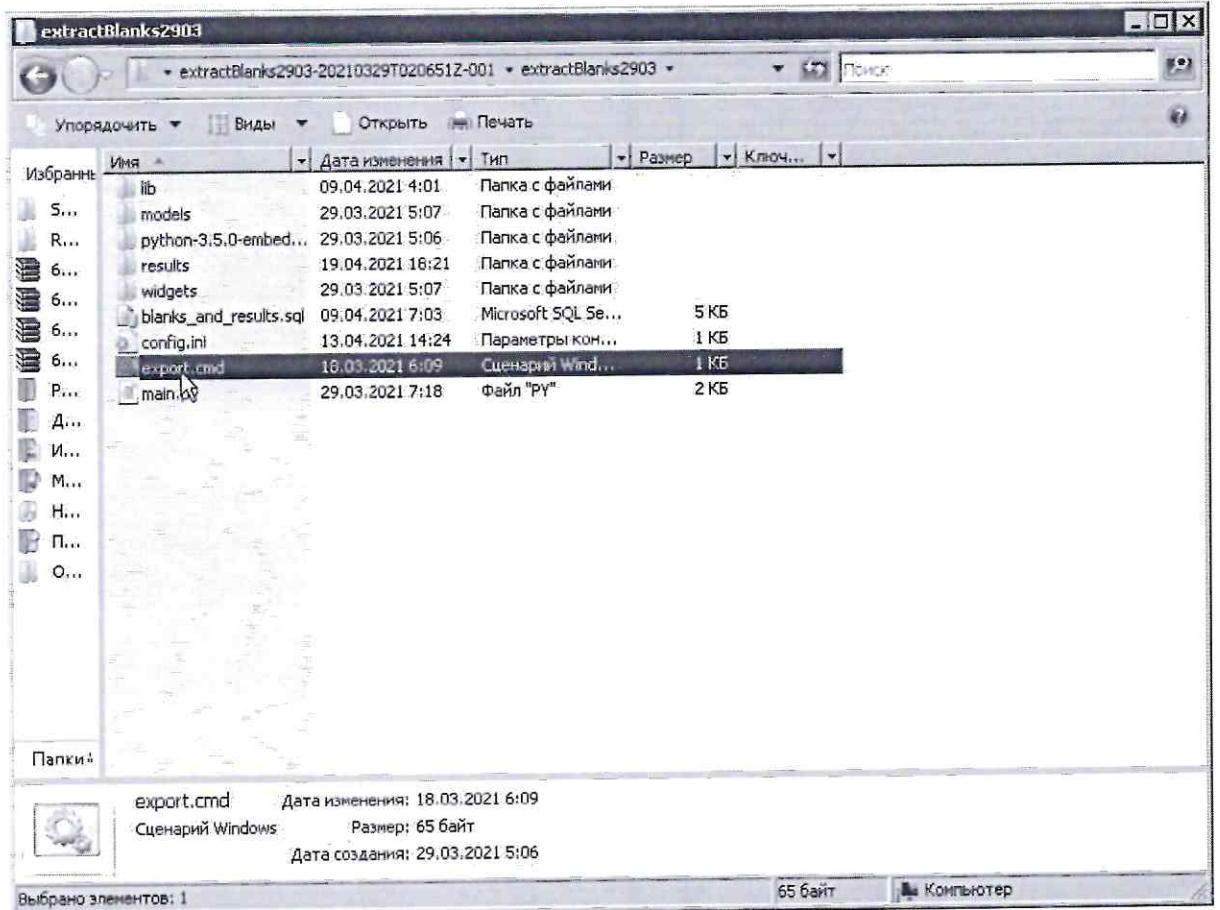 extractBlanks2903
extractBlanks2903-20210329T020651Z-001 extractBlanks2903 Поиск
Упорядочить Виды Открыть Печать
Избранны Имя Дата изменения Тип Размер Ключ...
lib 09.04.2021 4:01 Папка с файлами
S... models 29.03.2021 5:07 Папка с файлами
R... python-3.5.0-embed... 29.03.2021 5:06 Папка с файлами
6... results 19.04.2021 18:21 Папка с файлами
6... widgets 29.03.2021 5:07 Папка с файлами
6... blanks_and_results.sql 09.04.2021 7:03 Microsoft SQL Se... 5 КБ
config.ini 13.04.2021 14:24 Параметры кон... 1 КБ
6... export.cmd 18.03.2021 6:09 Сценарий Wind... 1 КБ
P... 29.03.2021 7:18 Файл "PY" 2 КБ
Д...
И...
М...
Н...
П...
О...
Папки
export.cmd Дата изменения: 18.03.2021 6:09
Сценарий Windows Размер: 65 байт
Дата создания: 29.03.2021 5:06
Выбрано элементов: 1 65 байт Компьютер